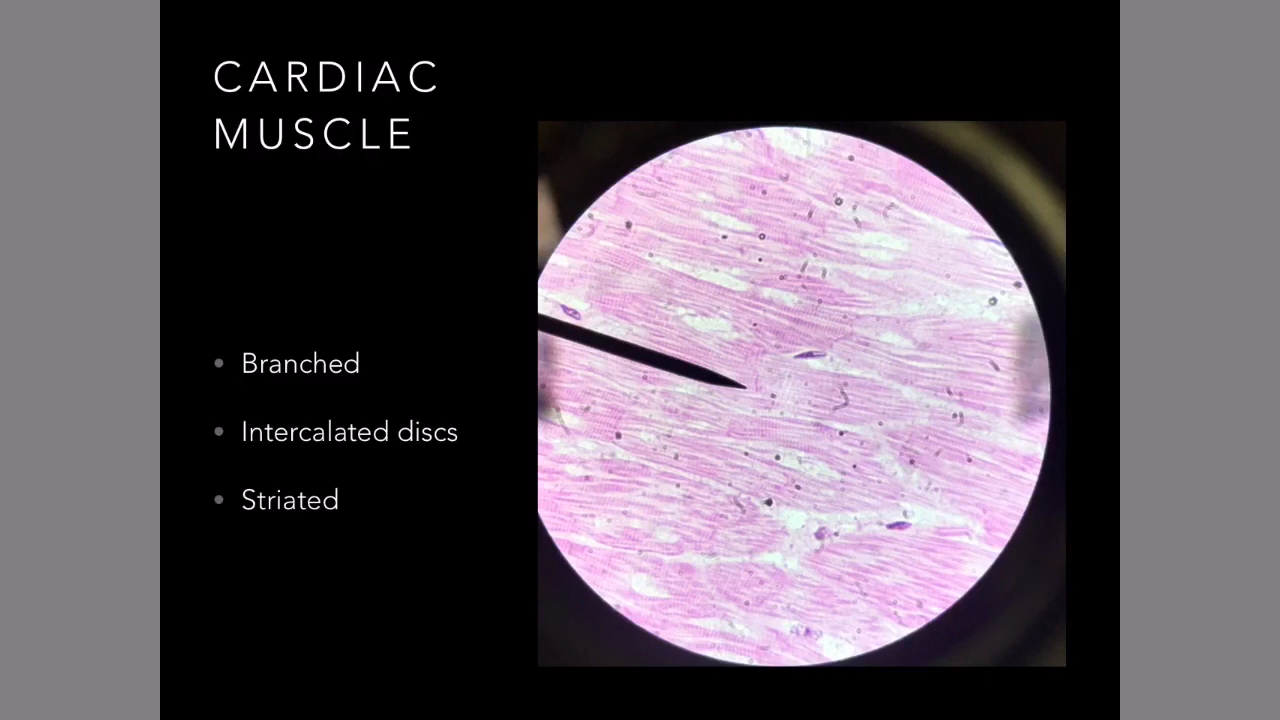 CARDIAC
MUSCLE
• Branched
• Intercalated discs
• Striated